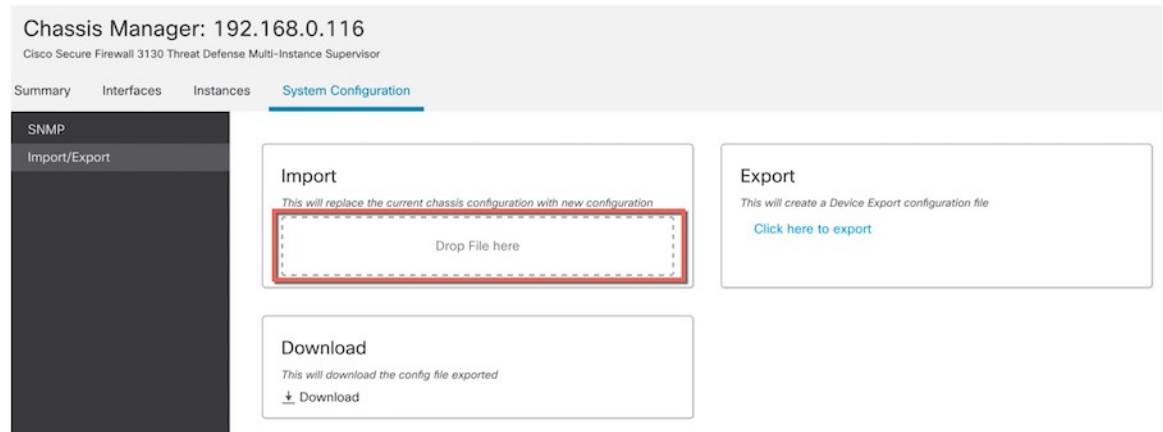 Chassis Manager: 192.168.0.116
Cisco Secure Firewall 3130 Threat Defense Multi-Instance Supervisor
Summary Interfaces Instances System Configuration
SNMP
Import/Export
Import
This will replace the current chassis configuration with new configuration
Drop File here
Export
This will create a Device Export configuration file
Click here to export
Download
This will download the config file exported
Download